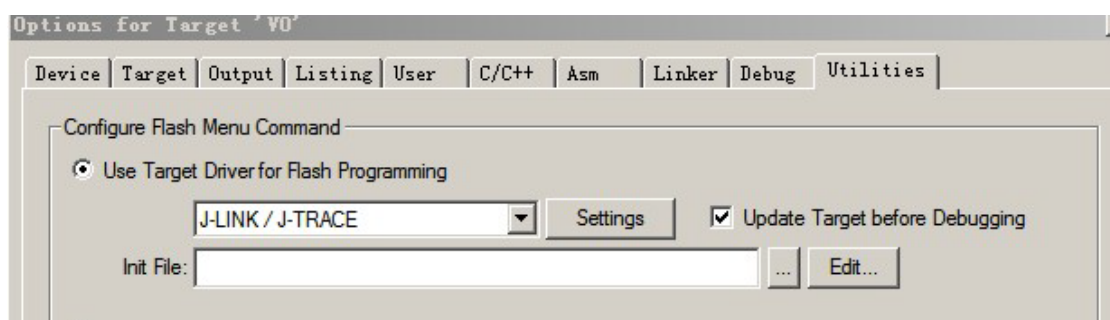 Options for Target 'VO'
Device Target Output Listing User C/C++ Asm Linker Debug Utilities
Configure Flash Menu Command
Use Target Driver for Flash Programming
J-LINK / J-TRACE Settings Update Target before Debugging
Init File: ... Edit...